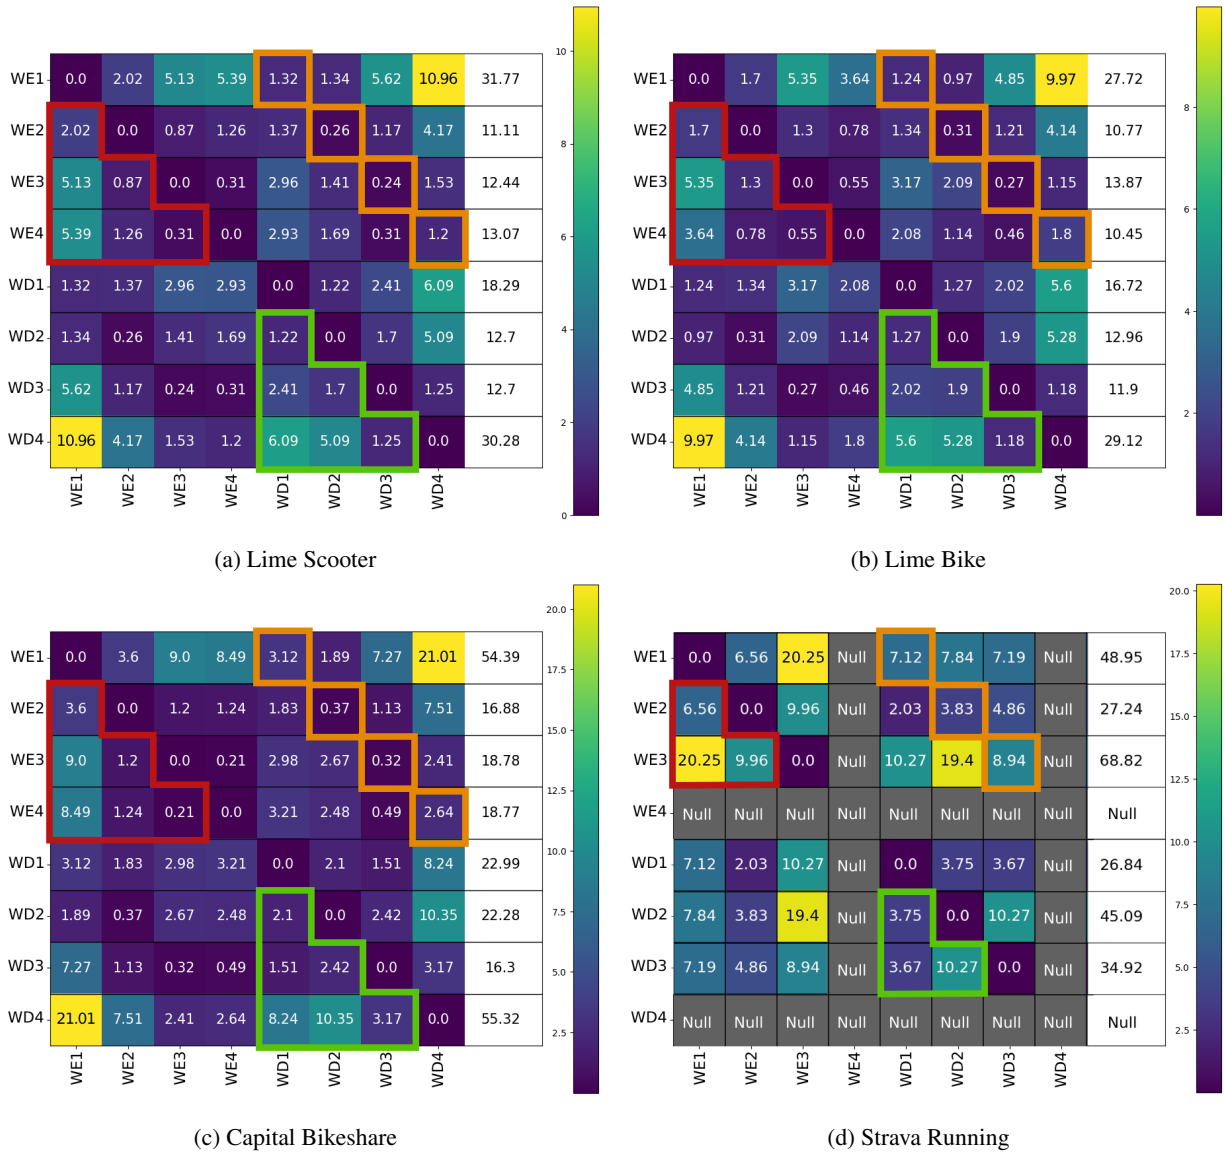 WE1 0.0 2.02 5.13 5.39 1.32 1.34 5.62 10.96 31.77
WE2 2.02 0.0 0.87 1.26 1.37 0.26 1.17 4.17 11.11
WE3 5.13 0.87 0.0 0.31 2.96 1.41 0.24 1.53 12.44
WE4 5.39 1.26 0.31 0.0 2.93 1.69 0.31 1.2 13.07
WD1 1.32 1.37 2.96 2.93 0.0 1.22 2.41 6.09 18.29
WD2 1.34 0.26 1.41 1.69 1.22 0.0 1.7 5.09 12.7
WD3 5.62 1.17 0.24 0.31 2.41 1.7 0.0 1.25 12.7
WD4 10.96 4.17 1.53 1.2 6.09 5.09 1.25 0.0 30.28
WE1 WE2 WE3 WE4 WD1 WD2 WD3 WD4
10
8
6
4
2
0
(a) Lime Scooter
WE1 0.0 1.7 5.35 3.64 1.24 0.97 4.85 9.97 27.72
WE2 1.7 0.0 1.3 0.78 1.34 0.31 1.21 4.14 10.77
WE3 5.35 1.3 0.0 0.55 3.17 2.09 0.27 1.15 13.87
WE4 3.64 0.78 0.55 0.0 2.08 1.14 0.46 1.8 10.45
WD1 1.24 1.34 3.17 2.08 0.0 1.27 2.02 5.6 16.72
WD2 0.97 0.31 2.09 1.14 1.27 0.0 1.9 5.28 12.96
WD3 4.85 1.21 0.27 0.46 2.02 1.9 0.0 1.18 11.9
WD4 9.97 4.14 1.15 1.8 5.6 5.28 1.18 0.0 29.12
WE1 WE2 WE3 WE4 WD1 WD2 WD3 WD4
8
6
4
2
(b) Lime Bike
WE1 0.0 3.6 9.0 8.49 3.12 1.89 7.27 21.01 54.39
WE2 3.6 0.0 1.2 1.24 1.83 0.37 1.13 7.51 16.88
WE3 9.0 1.2 0.0 0.21 2.98 2.67 0.32 2.41 18.78
WE4 8.49 1.24 0.21 0.0 3.21 2.48 0.49 2.64 18.77
WD1 3.12 1.83 2.98 3.21 0.0 2.1 1.51 8.24 22.99
WD2 1.89 0.37 2.67 2.48 2.1 0.0 2.42 10.35 22.28
WD3 7.27 1.13 0.32 0.49 1.51 2.42 0.0 3.17 16.3
WD4 21.01 7.51 2.41 2.64 8.24 10.35 3.17 0.0 55.32
WE1 WE2 WE3 WE4 WD1 WD2 WD3 WD4
20.0
17.5
15.0
12.5
10.0
7.5
5.0
2.5
(c) Capital Bikeshare
WE1 0.0 6.56 20.25 Null 7.12 7.84 7.19 Null 48.95
WE2 6.56 0.0 9.96 Null 2.03 3.83 4.86 Null 27.24
WE3 20.25 9.96 0.0 Null 10.27 19.4 8.94 Null 68.82
WE4 Null Null Null Null Null Null Null Null Null
WD1 7.12 2.03 10.27 Null 0.0 3.75 3.67 Null 26.84
WD2 7.84 3.83 19.4 Null 3.75 0.0 10.27 Null 45.09
WD3 7.19 4.86 8.94 Null 3.67 10.27 0.0 Null 34.92
WD4 Null Null Null Null Null Null Null Null Null
WE1 WE2 WE3 WE4 WD1 WD2 WD3 WD4
20.0
17.5
15.0
12.5
10.0
7.5
5.0
2.5
(d) Strava Running